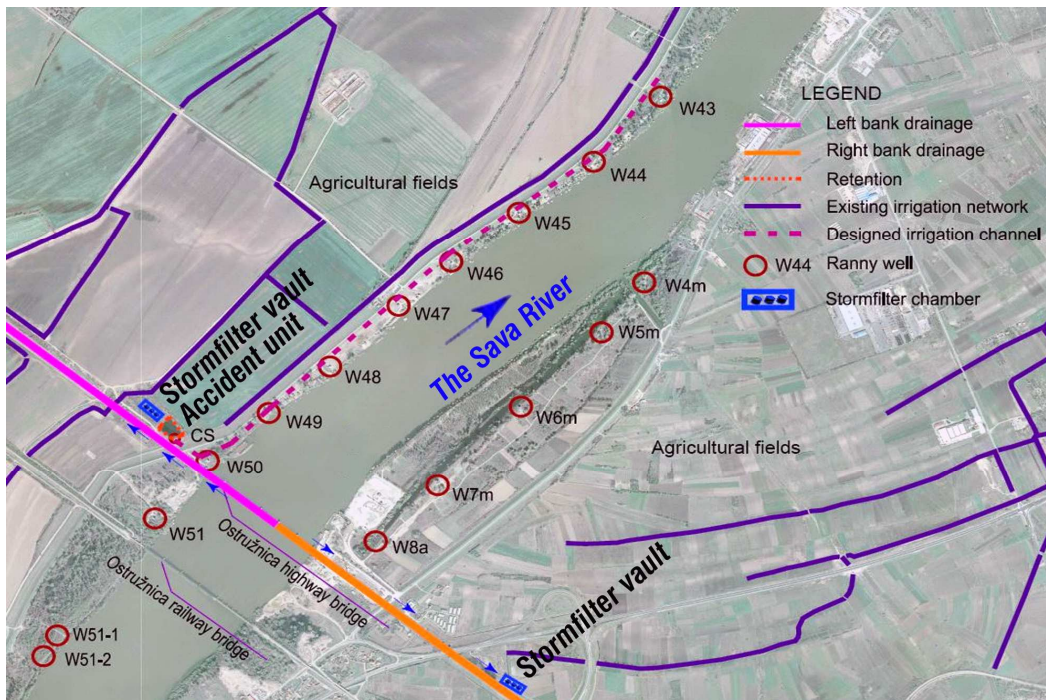 LEGEND
Left bank drainage
Right bank drainage
Retention
Existing irrigation network
Designed irrigation channel
W44 Ranny well
Stormfilter chamber
W43
W44
Agricultural fields
W45
W46
W4m
W47
The Sava River
W5m
W48
Stormfilter vault
Accident unit
W49
W6m
CS
Agricultural fields
W50
W7m
W51
W8a
Ostružnica highway bridge
Ostružnica railway bridge
Stormfilter vault
W51-1
W51-2